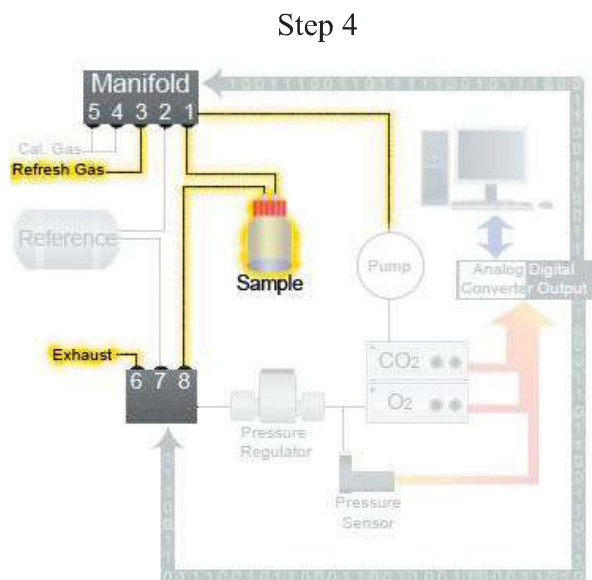 Step 4
Manifold
5 4 3 2 1
Cal. Gas
Refresh Gas
Reference
Sample
Pump
Analog Digital
Converter Output
Exhaust
6 7 8
CO2
O2
Pressure
Regulator
Pressure
Sensor